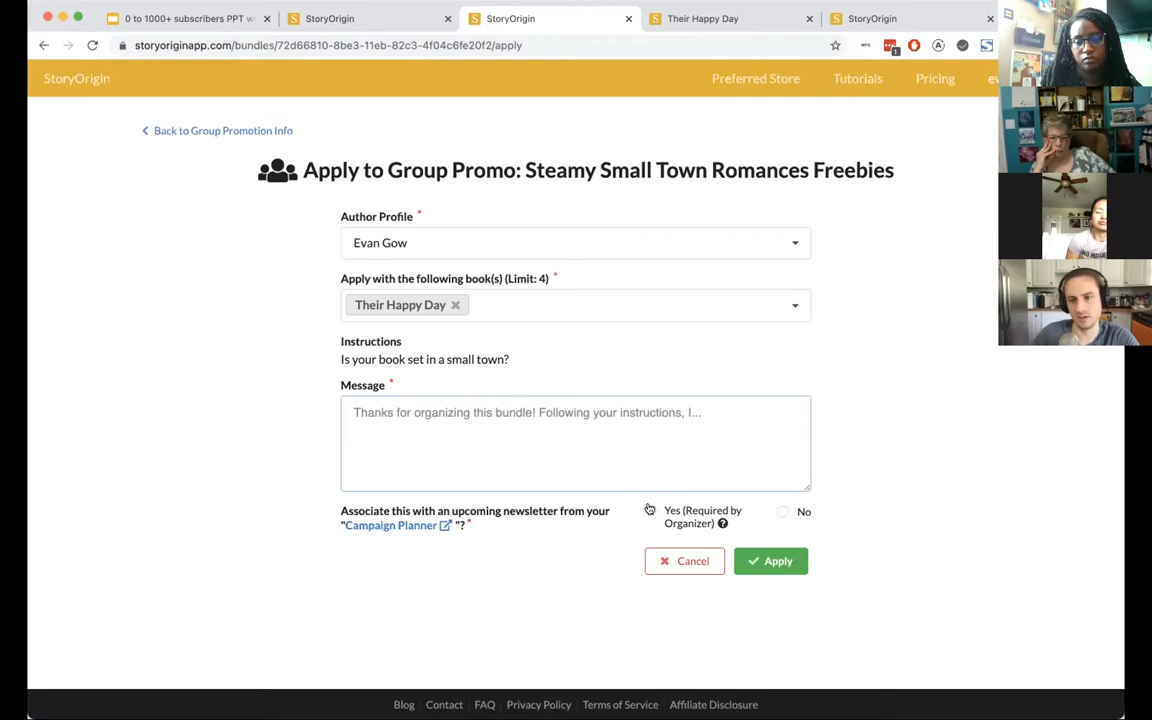 0 to 1000+ subscribers PPT w
StoryOrigin
StoryOrigin
Their Happy Day
StoryOrigin
storyoriginapp.com/bundles/72d66810-8be3-11eb-82c3-4f04c6fe20f2/apply
StoryOrigin
Preferred Store
Tutorials
Pricing
ev
Back to Group Promotion Info
Apply to Group Promo: Steamy Small Town Romances Freebies
Author Profile *
Evan Gow
Apply with the following book(s) (Limit: 4) *
Their Happy Day
Instructions
Is your book set in a small town?
Message *
Thanks for organizing this bundle! Following your instructions, I...
Associate this with an upcoming newsletter from your
"Campaign Planner "? *
Yes (Required by
Organizer)
No
Cancel
Apply
Blog
Contact
FAQ
Privacy Policy
Terms of Service
Affiliate Disclosure